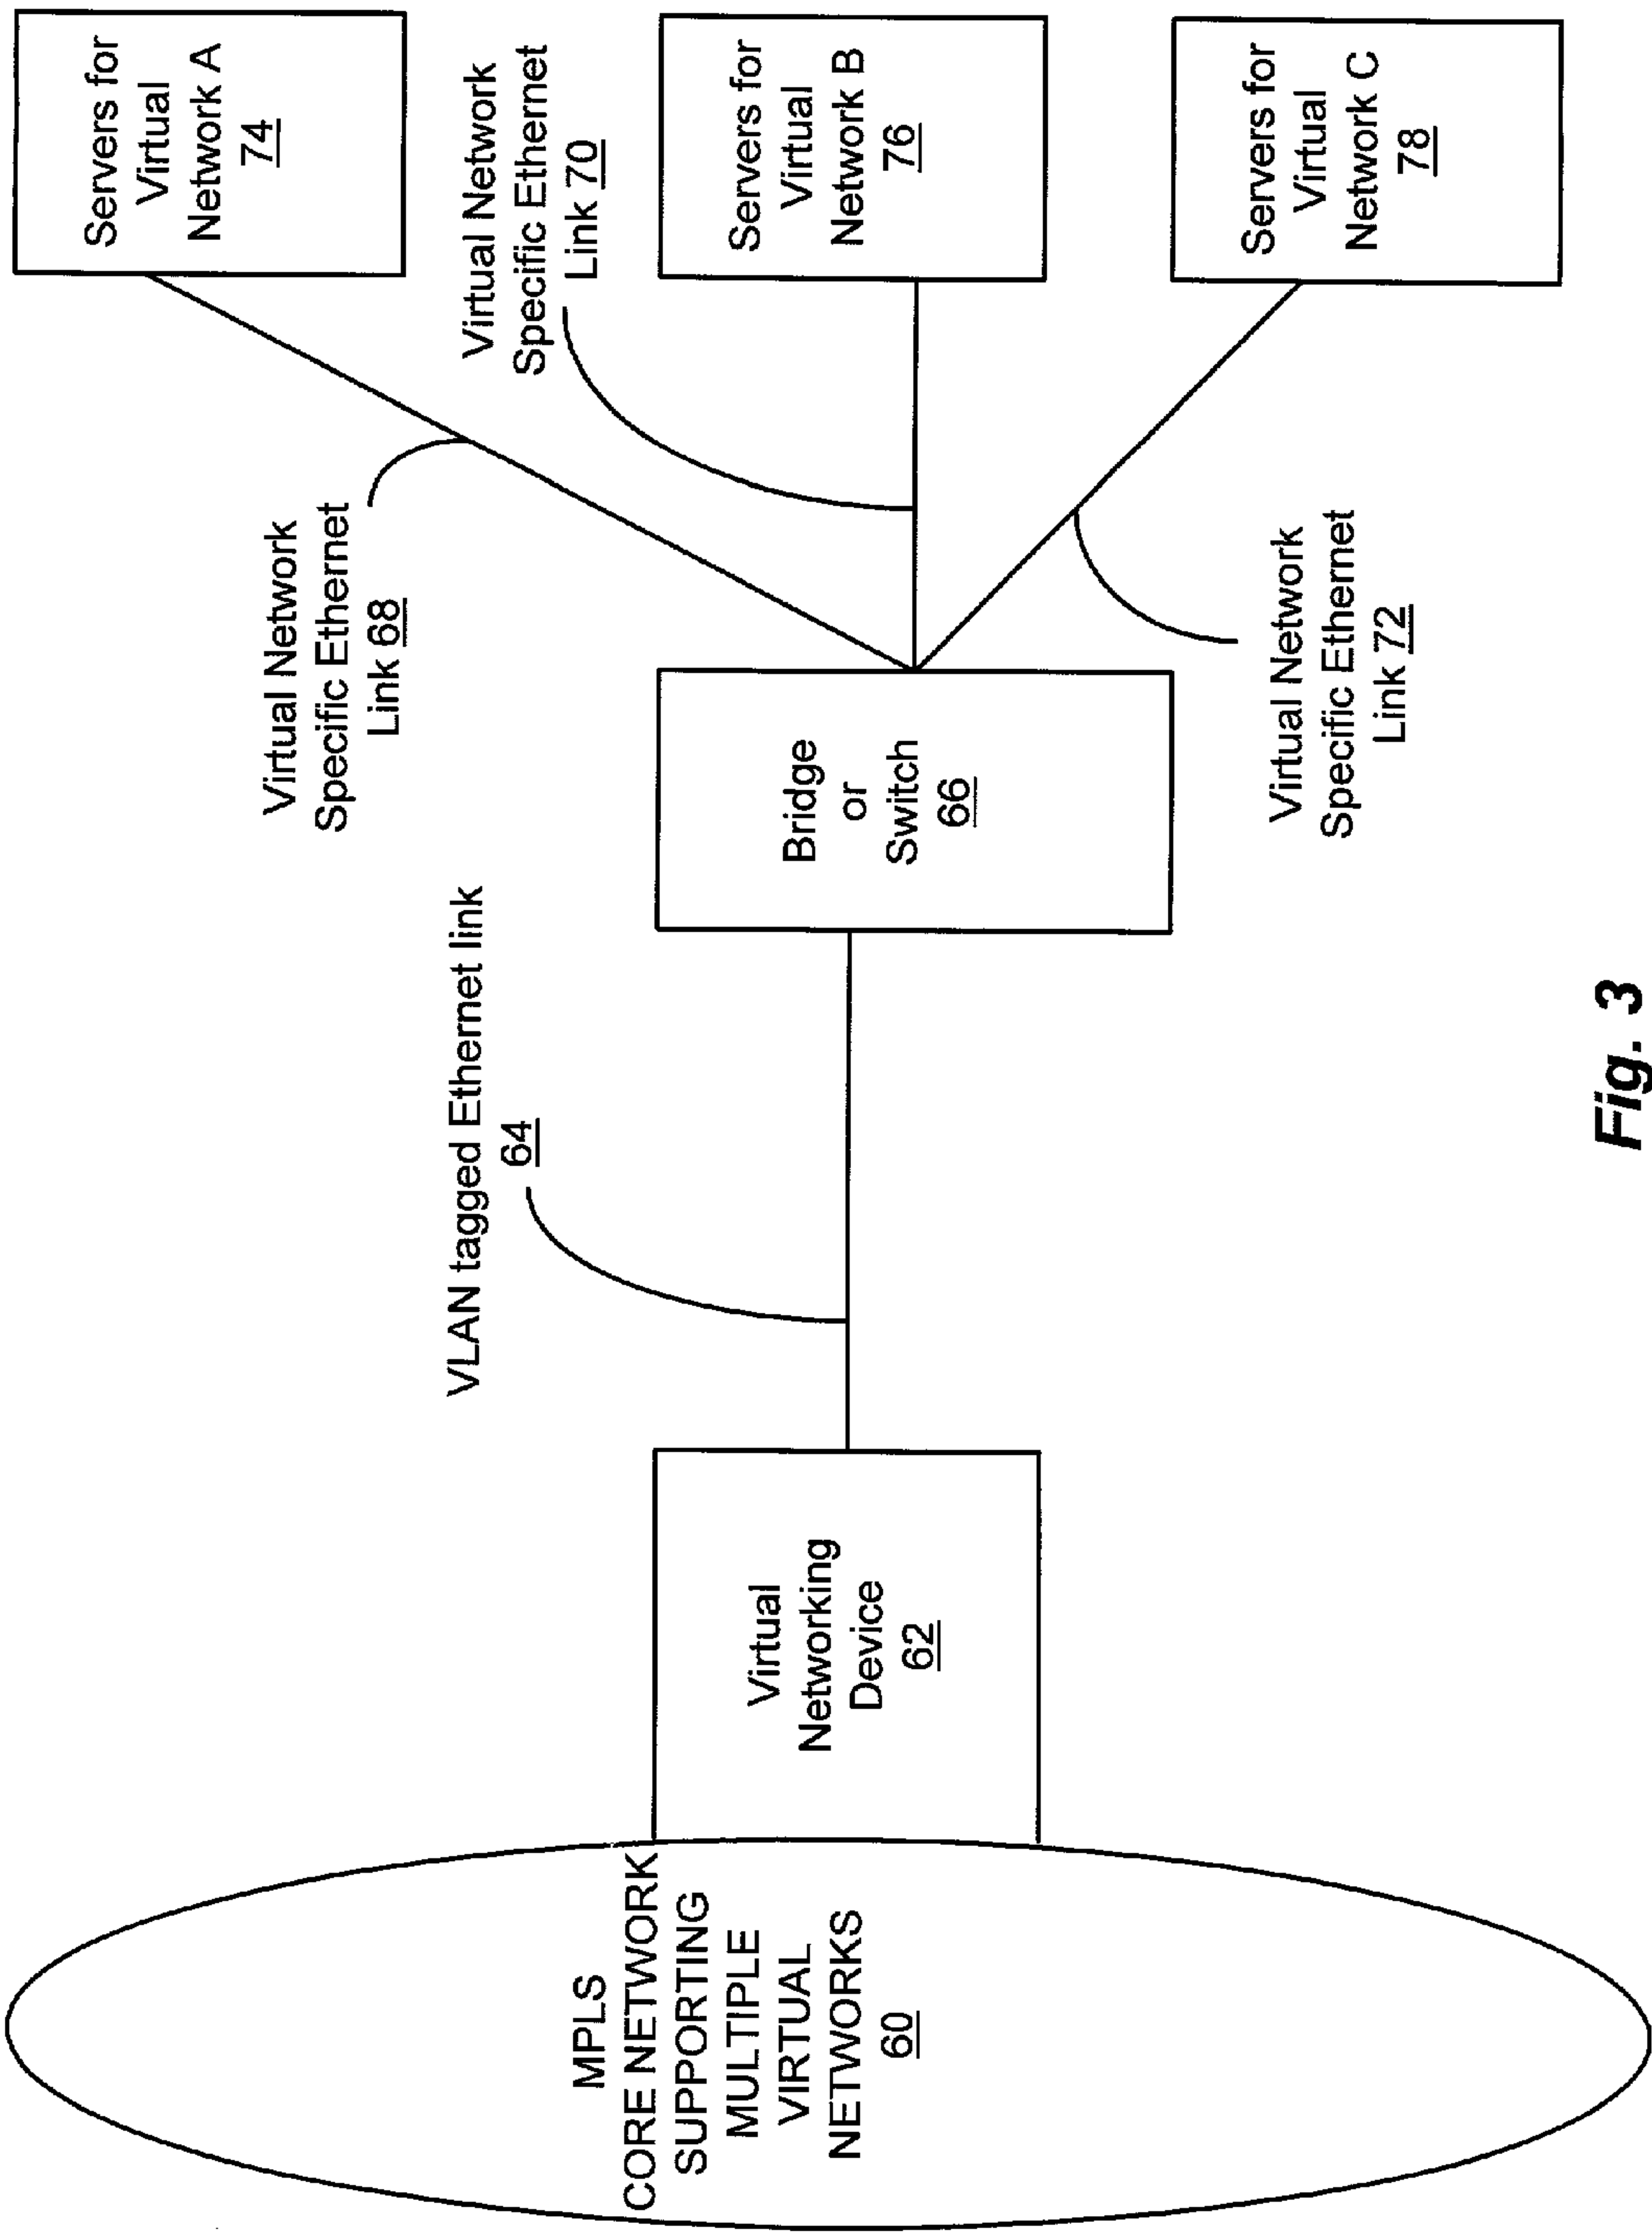 MPLS
CORE NETWORK
SUPPORTING
MULTIPLE
VIRTUAL
NETWORKS
60
Virtual
Networking
Device
62
VLAN tagged Ethernet link
64
Bridge
or
Switch
66
Virtual Network
Specific Ethernet
Link 68
Virtual Network
Specific Ethernet
Link 70
Virtual Network
Specific Ethernet
Link 72
Servers for
Virtual
Network A
74
Servers for
Virtual
Network B
76
Servers for
Virtual
Network C
78
Fig. 3